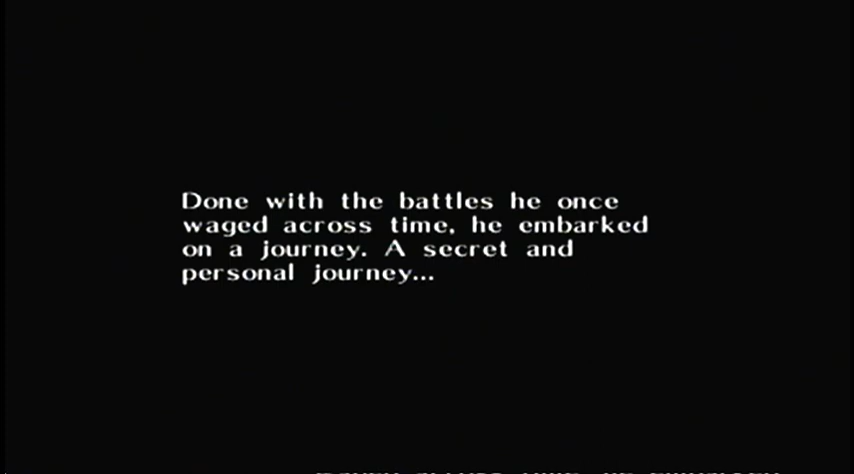 Done with the battles he once
waged across time, he embarked
on a journey. A secret and
personal journey...